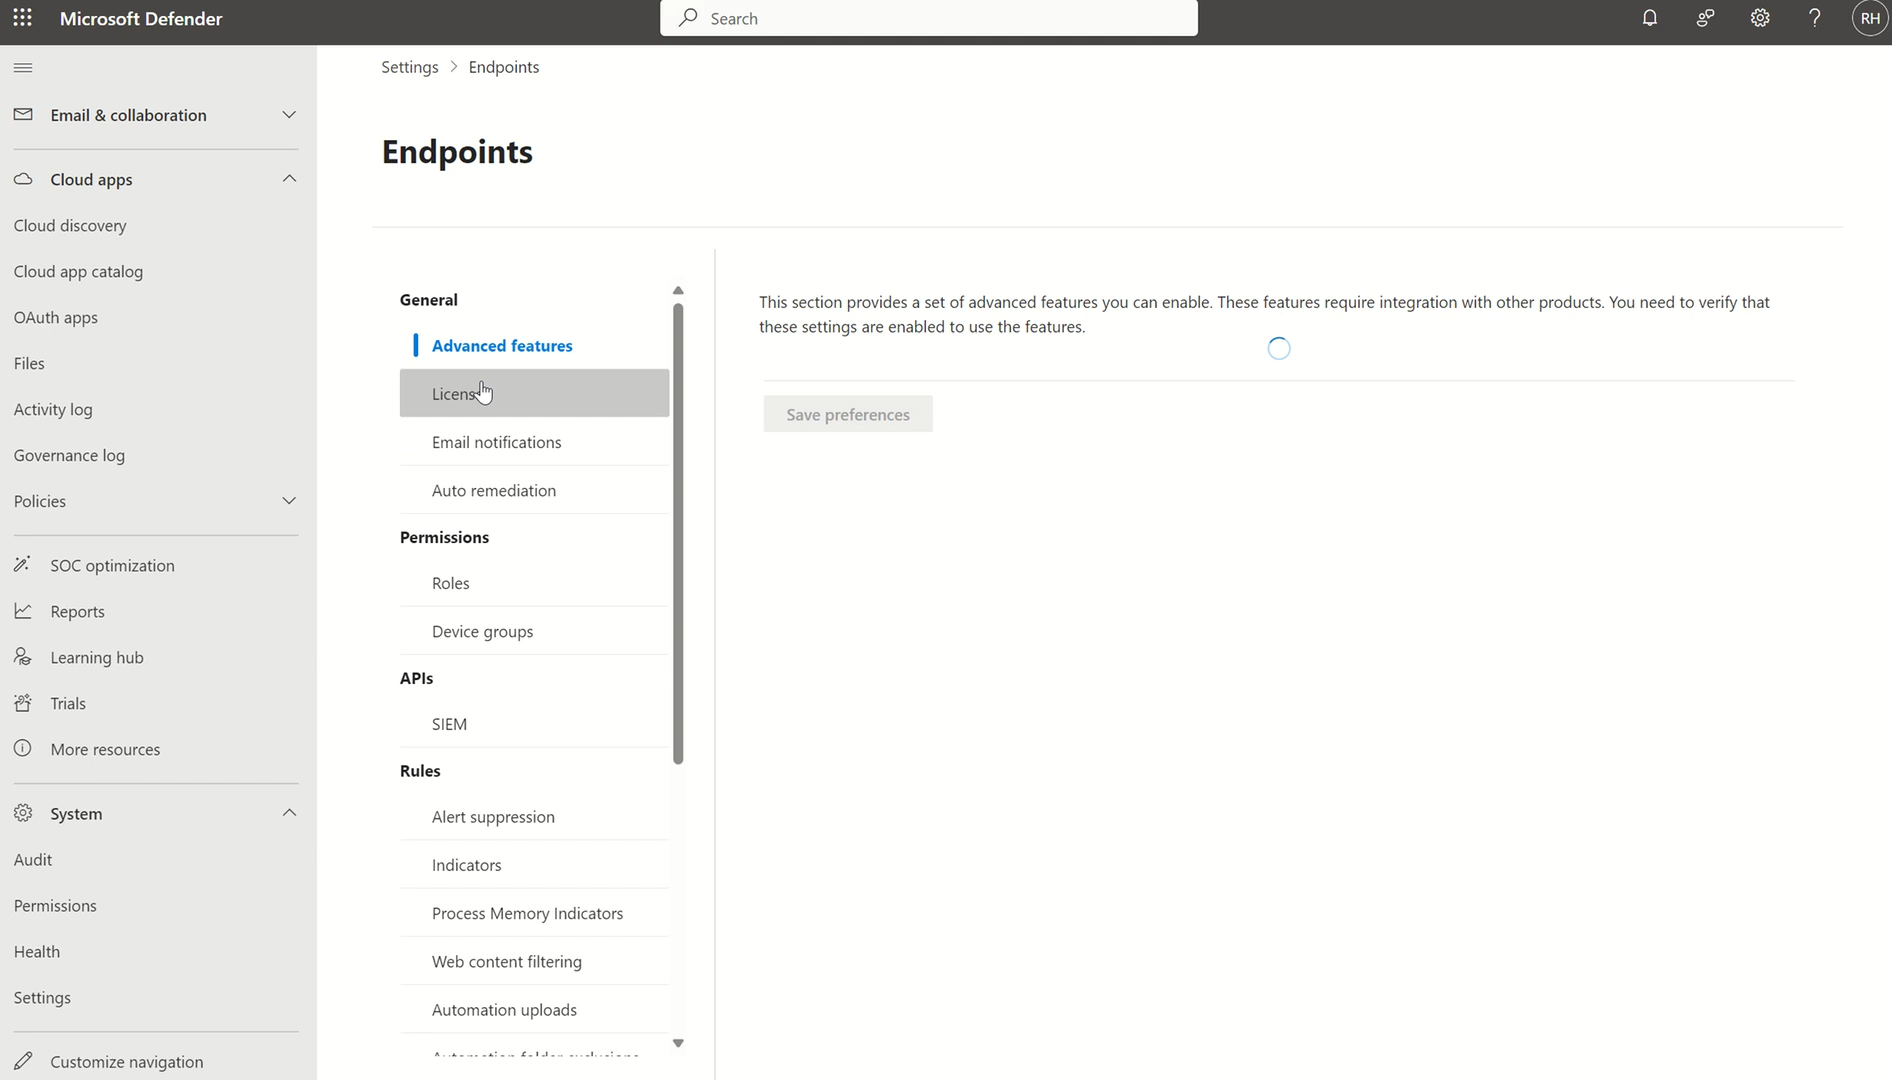 Microsoft Defender
Search
RH
Settings > Endpoints
Email & collaboration
Cloud apps
Cloud discovery
Cloud app catalog
OAuth apps
Files
Activity log
Governance log
Policies
SOC optimization
Reports
Learning hub
Trials
More resources
System
Audit
Permissions
Health
Settings
Customize navigation
Endpoints
General
Advanced features
Licens
Email notifications
Auto remediation
Permissions
Roles
Device groups
APIs
SIEM
Rules
Alert suppression
Indicators
Process Memory Indicators
Web content filtering
Automation uploads
This section provides a set of advanced features you can enable. These features require integration with other products. You need to verify that
these settings are enabled to use the features.
Save preferences